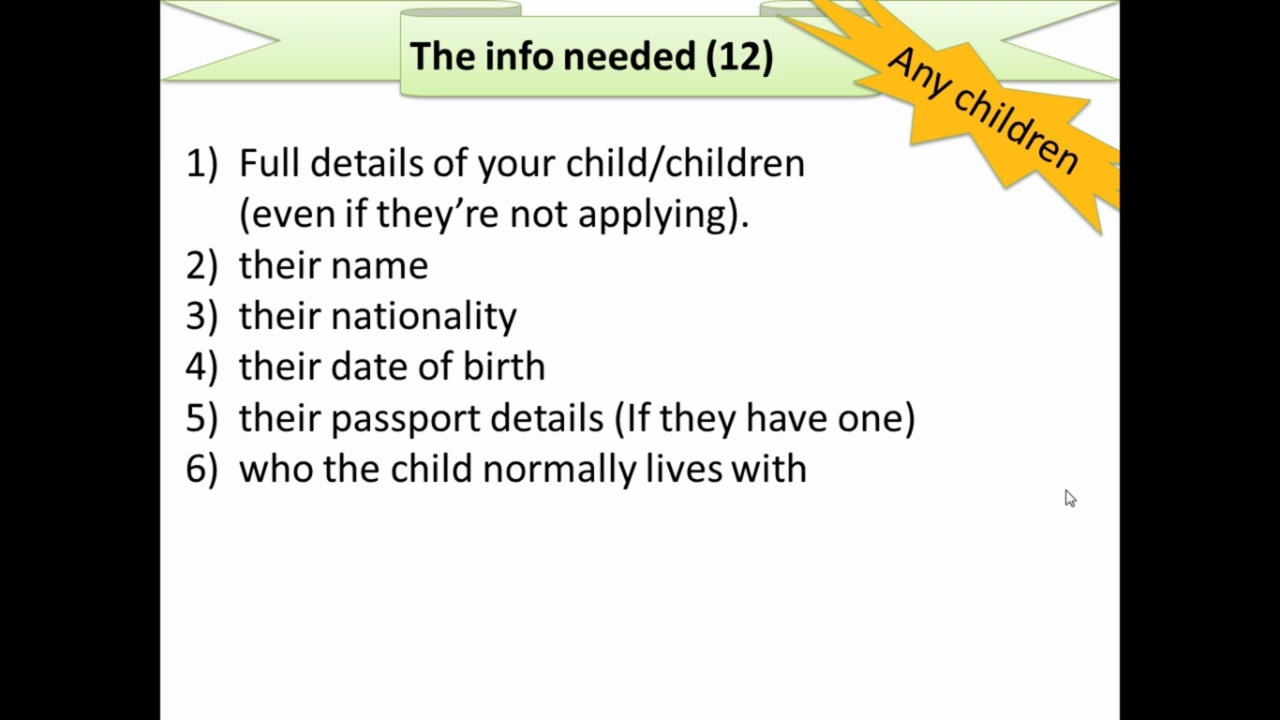 The info needed (12)
Any children
1) Full details of your child/children
(even if they’re not applying).
2) their name
3) their nationality
4) their date of birth
5) their passport details (If they have one)
6) who the child normally lives with